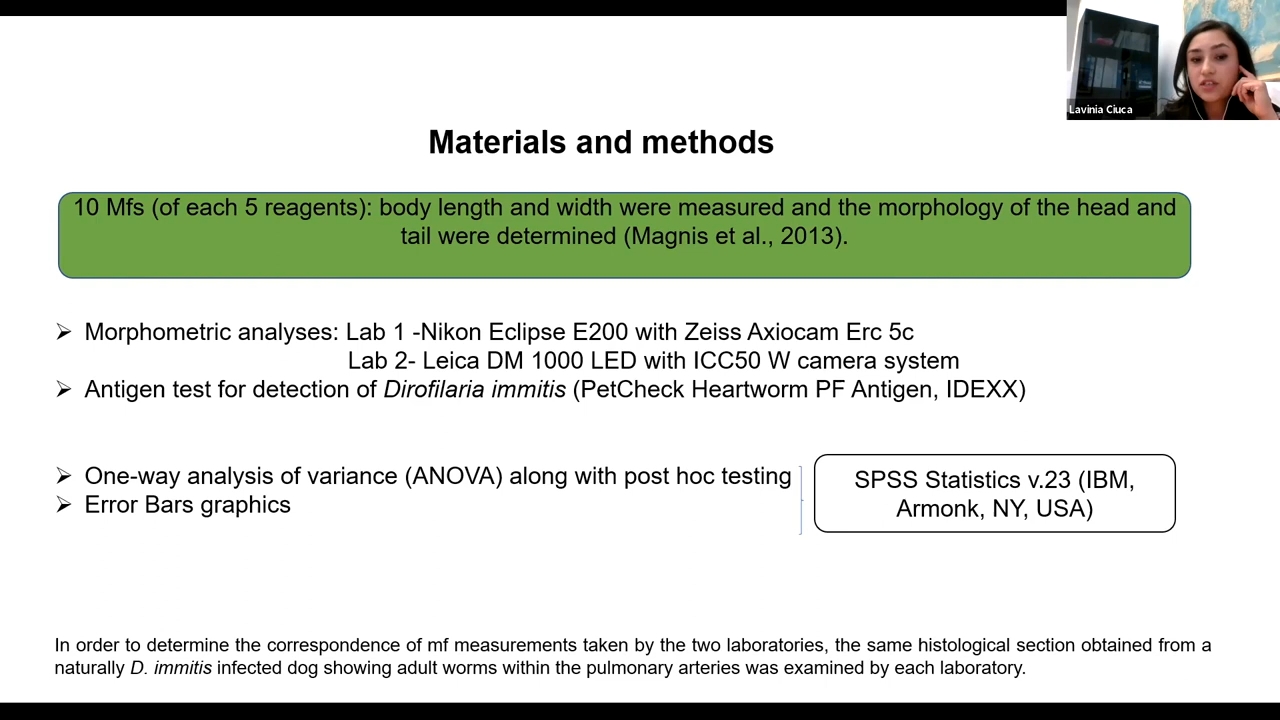 Lavinia Ciuca
Materials and methods
10 Mfs (of each 5 reagents): body length and width were measured and the morphology of the head and
tail were determined (Magnis et al., 2013).
➢ Morphometric analyses: Lab 1 -Nikon Eclipse E200 with Zeiss Axiocam Erc 5c
Lab 2- Leica DM 1000 LED with ICC50 W camera system
➢ Antigen test for detection of Dirofilaria immitis (PetCheck Heartworm PF Antigen, IDEXX)
➢ One-way analysis of variance (ANOVA) along with post hoc testing
➢ Error Bars graphics
SPSS Statistics v.23 (IBM,
Armonk, NY, USA)
In order to determine the correspondence of mf measurements taken by the two laboratories, the same histological section obtained from a
naturally D. immitis infected dog showing adult worms within the pulmonary arteries was examined by each laboratory.